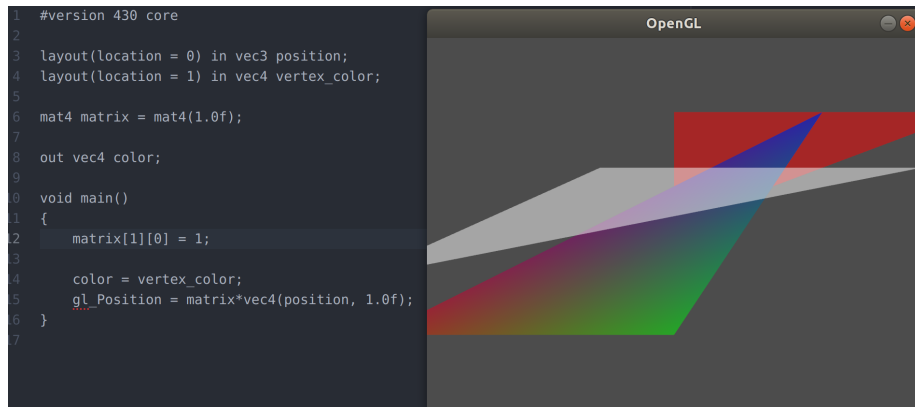 1 #version 430 core
2
3 layout(location = 0) in vec3 position;
4 layout(location = 1) in vec4 vertex_color;
5
6 mat4 matrix = mat4(1.0f);
7
8 out vec4 color;
9
10 void main()
11 {
12 matrix[1][0] = 1;
13
14 color = vertex_color;
15 gl_Position = matrix*vec4(position, 1.0f);
16 }
17
OpenGL